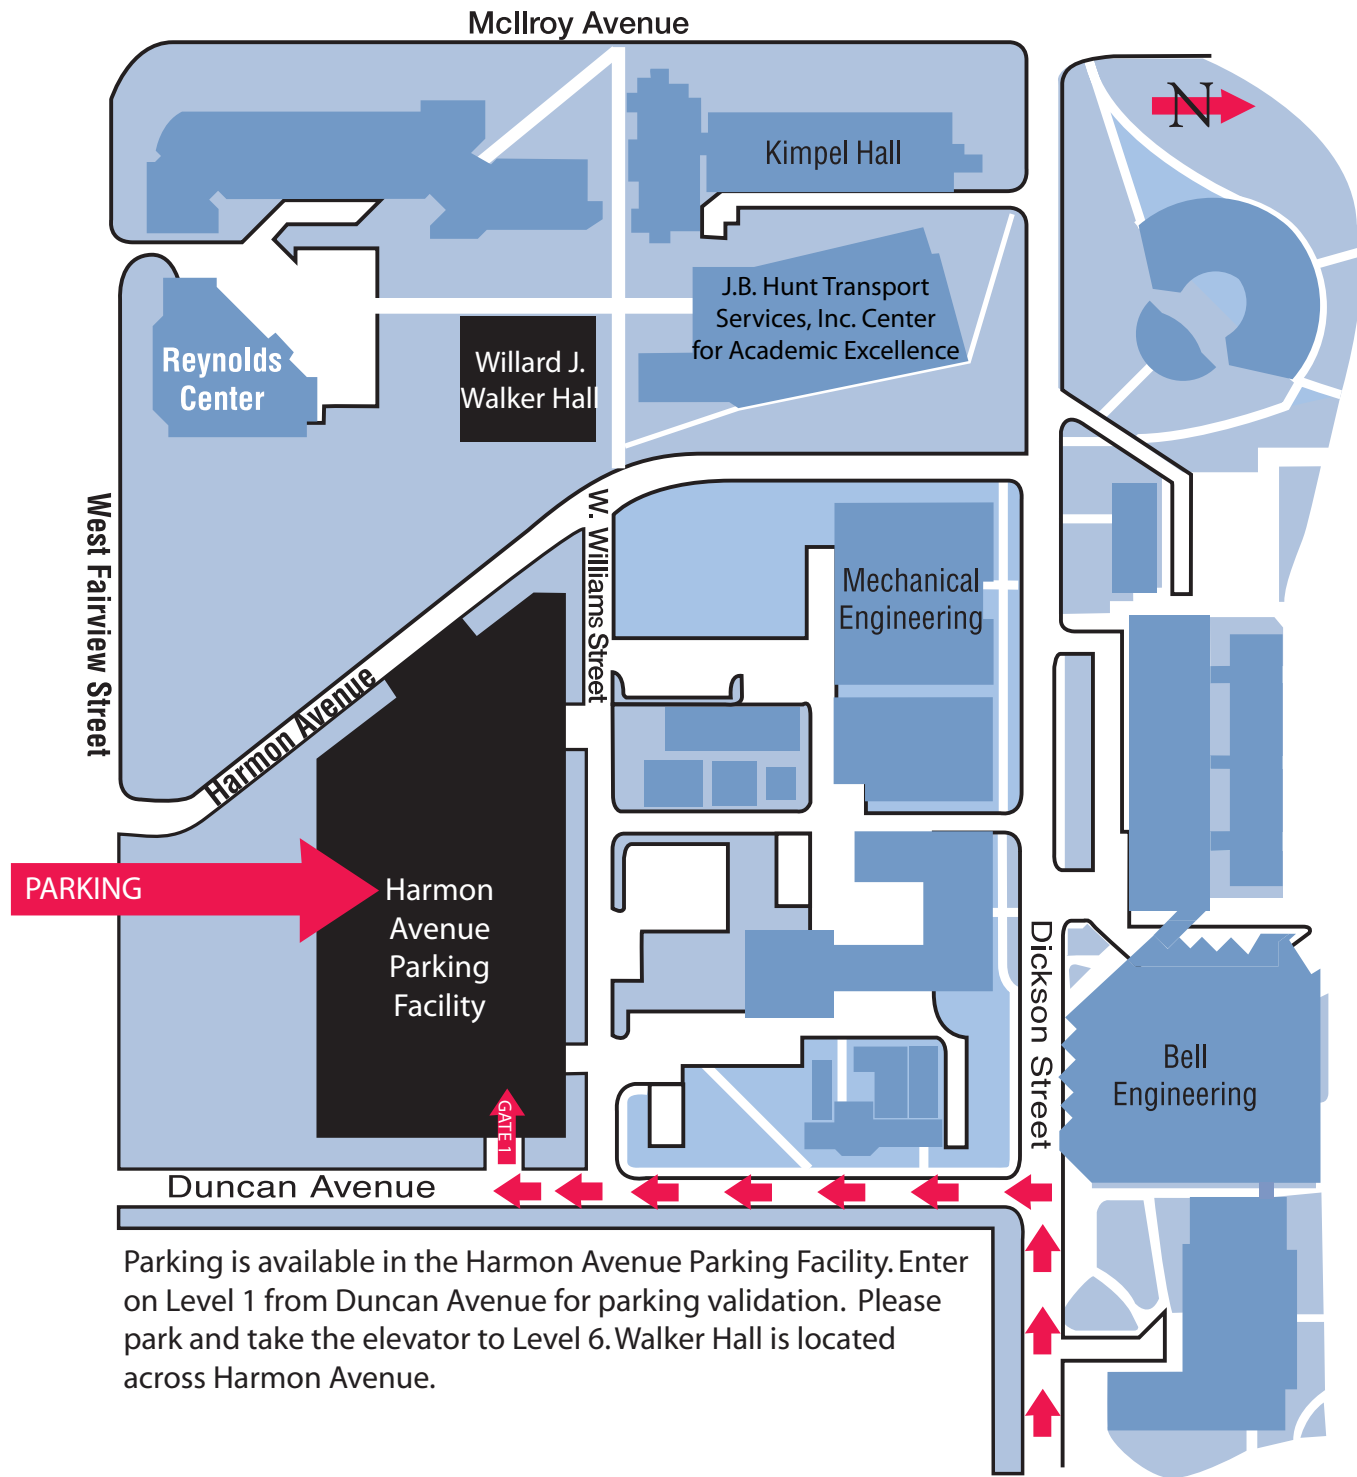 McIlroy Avenue
N
Kimpel Hall
J.B. Hunt Transport
Services, Inc. Center
for Academic Excellence
Reynolds
Center
Willard J.
Walker Hall
West Fairview Street
W. Williams Street
Mechanical
Engineering
Harmon Avenue
PARKING
Harmon
Avenue
Parking
Facility
Dickson Street
Bell
Engineering
GATE 1
Duncan Avenue
Parking is available in the Harmon Avenue Parking Facility. Enter
on Level 1 from Duncan Avenue for parking validation. Please
park and take the elevator to Level 6. Walker Hall is located
across Harmon Avenue.